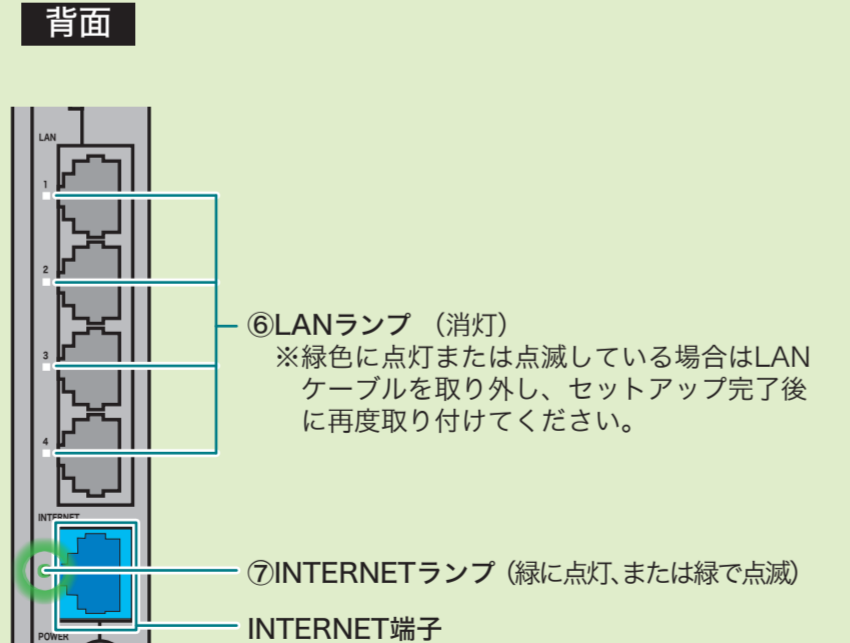 背面
LAN
1
2
3
4
⑥LANランプ （消灯）
※緑色に点灯または点滅している場合はLAN
ケーブルを取り外し、セットアップ完了後
に再度取り付けてください。
INTERNET
⑦INTERNETランプ（緑に点灯、または緑で点滅）
INTERNET端子
POWER